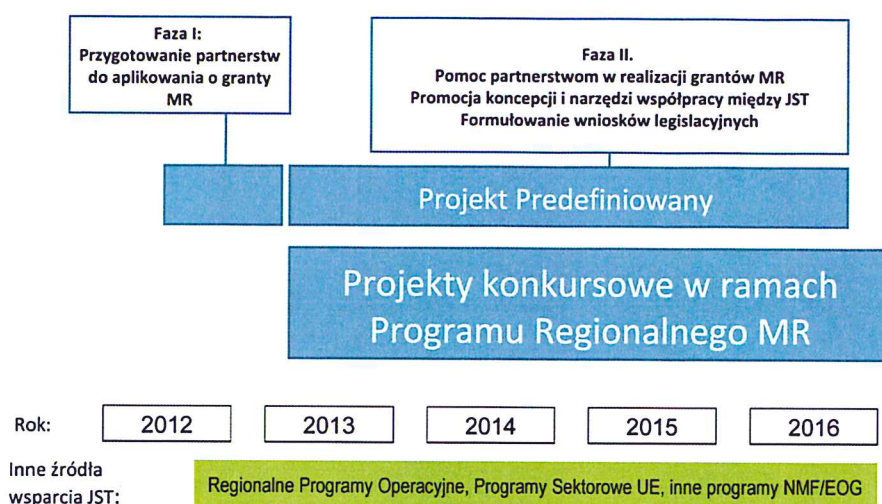 Faza I:
Przygotowanie partnerstw
do aplikowania o granty
MR
Faza II.
Pomoc partnerstwom w realizacji grantów MR
Promocja koncepcji i narzędzi współpracy między JST
Formułowanie wniosków legislacyjnych
Projekt Predefiniowany
Projekty konkursowe w ramach
Programu Regionalnego MR
Rok:
2012
2013
2014
2015
2016
Inne źródła
wsparcia JST:
Regionalne Programy Operacyjne, Programy Sektorowe UE, inne programy NMF/EOG